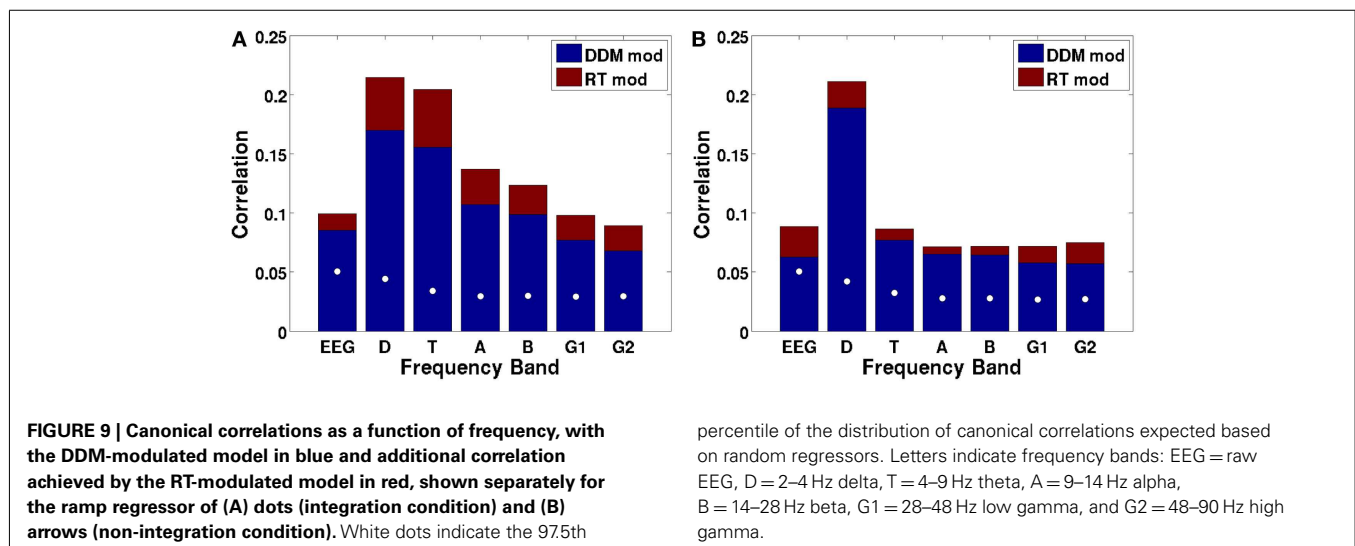 A
0.25
0.2
0.15
0.1
0.05
0
Correlation
DDM mod
RT mod
EEG D T A B G1 G2
Frequency Band
B
0.25
0.2
0.15
0.1
0.05
0
Correlation
DDM mod
RT mod
EEG D T A B G1 G2
Frequency Band
FIGURE 9 | Canonical correlations as a function of frequency, with
the DDM-modulated model in blue and additional correlation
achieved by the RT-modulated model in red, shown separately for
the ramp regressor of (A) dots (integration condition) and (B)
arrows (non-integration condition). White dots indicate the 97.5th
percentile of the distribution of canonical correlations expected based
on random regressors. Letters indicate frequency bands: EEG = raw
EEG, D = 2–4 Hz delta, T = 4–9 Hz theta, A = 9–14 Hz alpha,
B = 14–28 Hz beta, G1 = 28–48 Hz low gamma, and G2 = 48–90 Hz high
gamma.